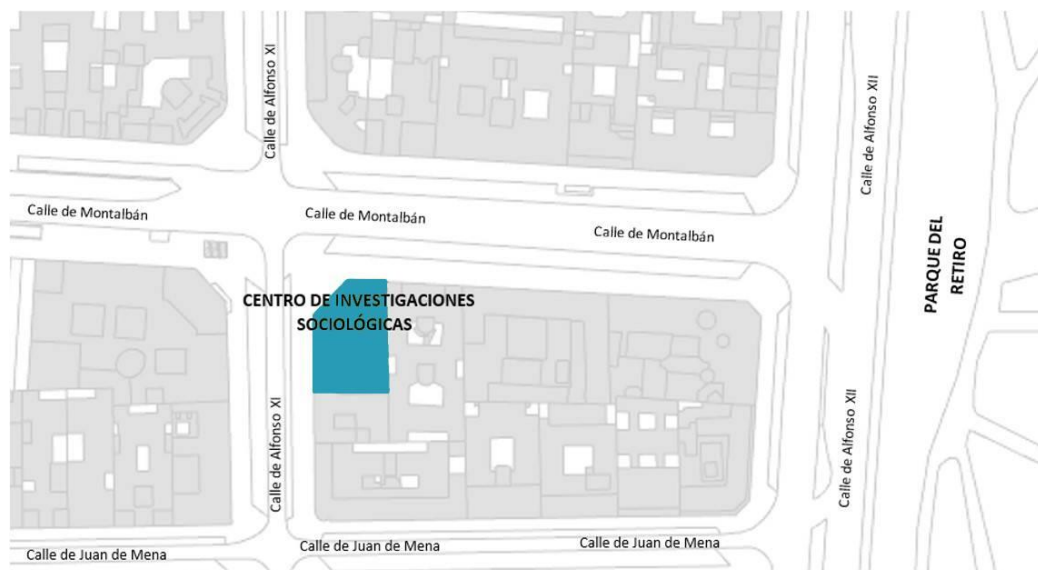 Calle de Alfonso XI
Calle de Alfonso XII
Calle de Montalbán
Calle de Montalbán
Calle de Montalbán
PARQUE DEL
RETIRO
CENTRO DE INVESTIGACIONES
SOCIOLÓGICAS
Calle de Alfonso XI
Calle de Alfonso XII
Calle de Juan de Mena
Calle de Juan de Mena
Calle de Juan de Mena